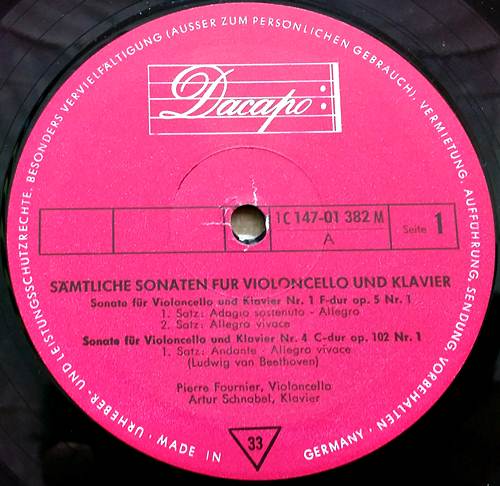 URHEBER- UND LEISTUNGSSCHUTZRECHTE, BESONDERS VERVIELFÄLTIGUNG (AUSSER ZUM PERSÖNLICHEN GEBRAUCH), VERMIETUNG, AUFFÜHRUNG, SENDUNG, VORBEHALTEN ·
Dacapo
1 C 147-01 382 M
A
Seite 1
SÄMTLICHE SONATEN FÜR VIOLONCELLO UND KLAVIER
Sonate für Violoncello und Klavier Nr. 1 F-dur op. 5 Nr. 1
1. Satz: Adagio sostenuto - Allegro
2. Satz: Allegro vivace
Sonate für Violoncello und Klavier Nr. 4 C-dur op. 102 Nr. 1
1. Satz: Andante - Allegro vivace
(Ludwig van Beethoven)
Pierre Fournier, Violoncello
Artur Schnabel, Klavier
33
MADE IN GERMANY ·